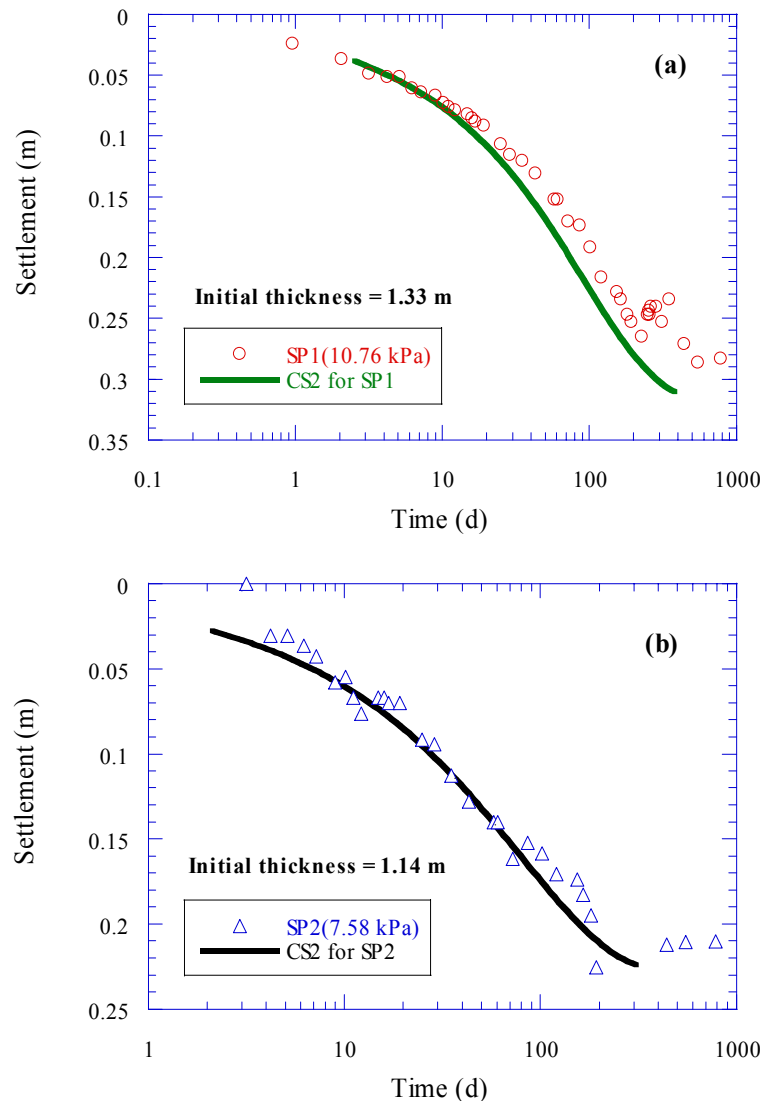 0
(a)
0.05
0.1
0.15
Settlement (m)
0.2
Initial thickness = 1.33 m
0.25
SP1(10.76 kPa)
CS2 for SP1
0.3
0.35
0.1
1
10
100
1000
Time (d)
0
(b)
0.05
0.1
Settlement (m)
0.15
Initial thickness = 1.14 m
0.2
SP2(7.58 kPa)
CS2 for SP2
0.25
1
10
100
1000
Time (d)